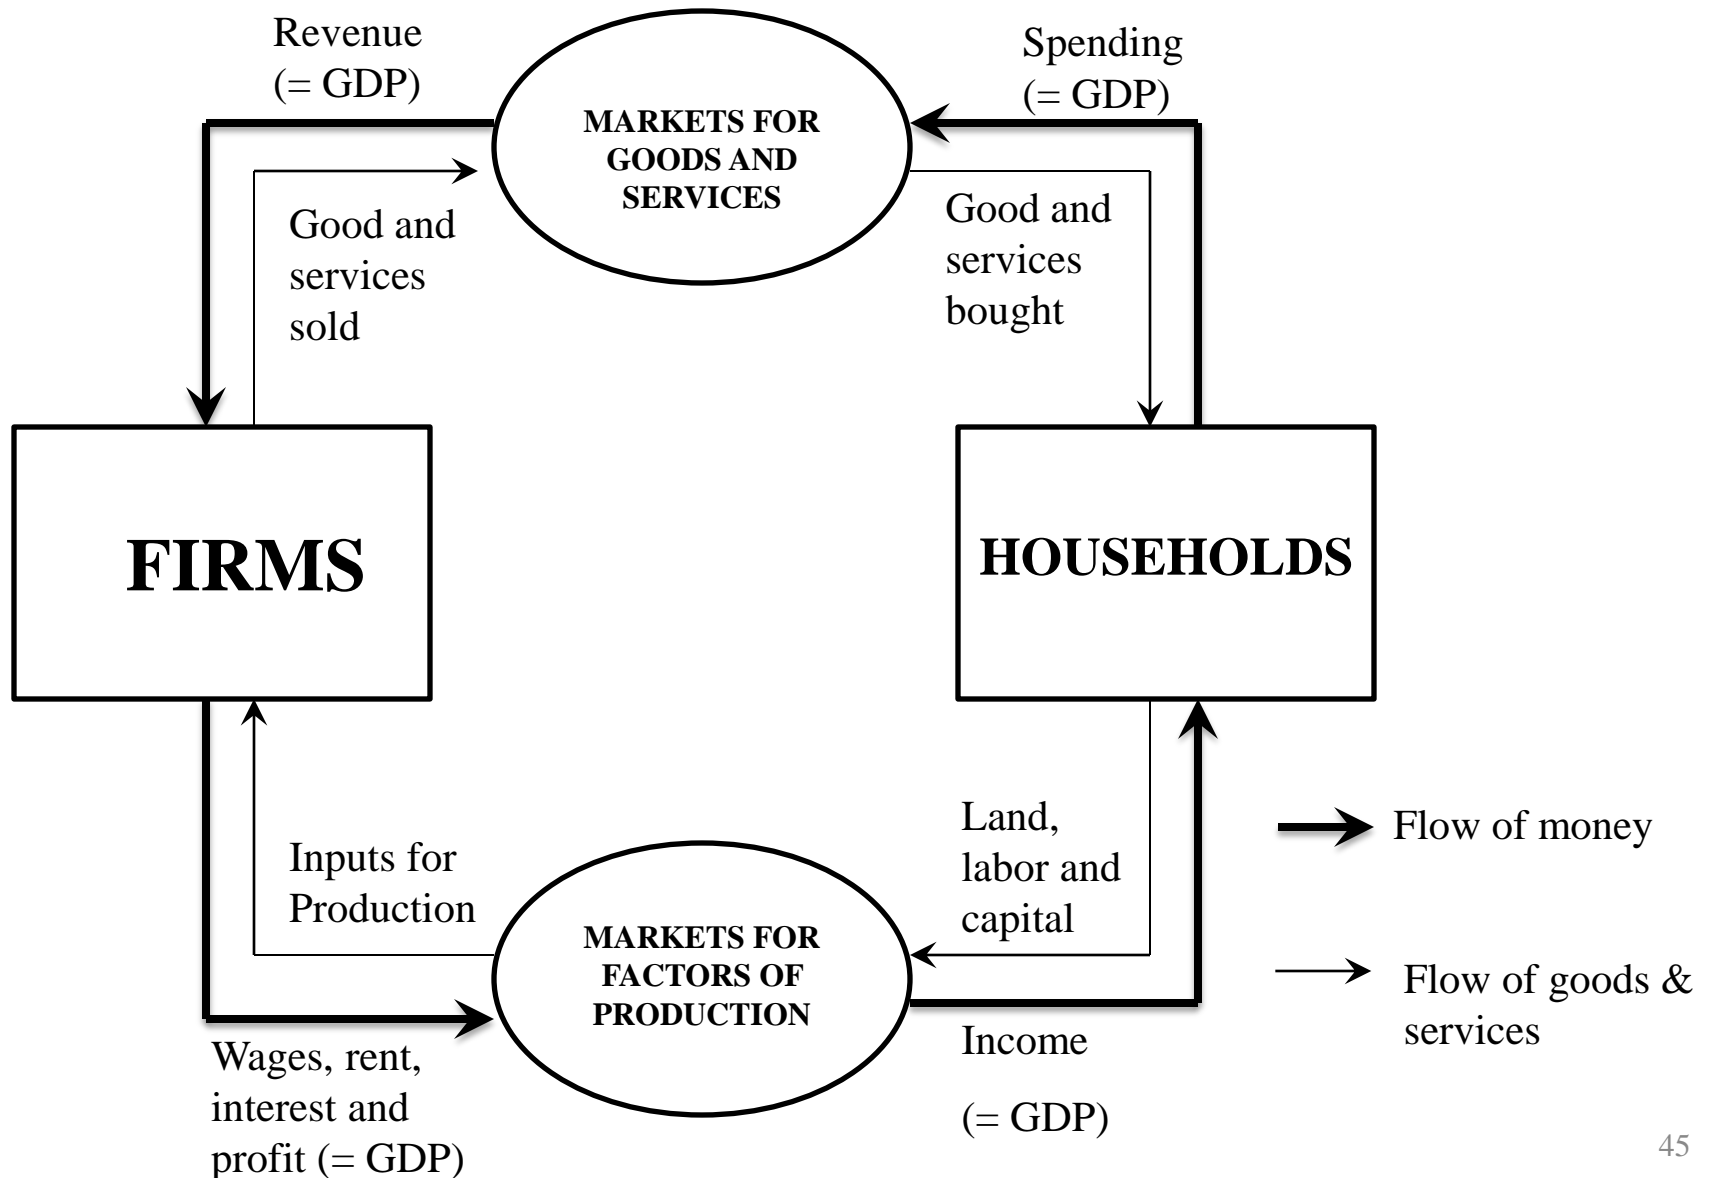 Revenue
(= GDP)
Spending
(= GDP)
MARKETS FOR
GOODS AND
SERVICES
Good and
services
sold
Good and
services
bought
FIRMS
HOUSEHOLDS
Inputs for
Production
Land,
labor and
capital
MARKETS FOR
FACTORS OF
PRODUCTION
Wages, rent,
interest and
profit (= GDP)
Income
(= GDP)
Flow of money
Flow of goods &
services
45